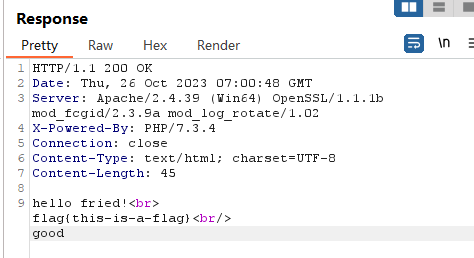 Response
Pretty Raw Hex Render
\n
1 HTTP/1.1 200 OK
2 Date: Thu, 26 Oct 2023 07:00:48 GMT
3 Server: Apache/2.4.39 (Win64) OpenSSL/1.1.1b
mod_fcgid/2.3.9a mod_log_rotate/1.02
4 X-Powered-By: PHP/7.3.4
5 Connection: close
6 Content-Type: text/html; charset=UTF-8
7 Content-Length: 45
8
9 hello fried!<br>
flag{this-is-a-flag}<br/>
good